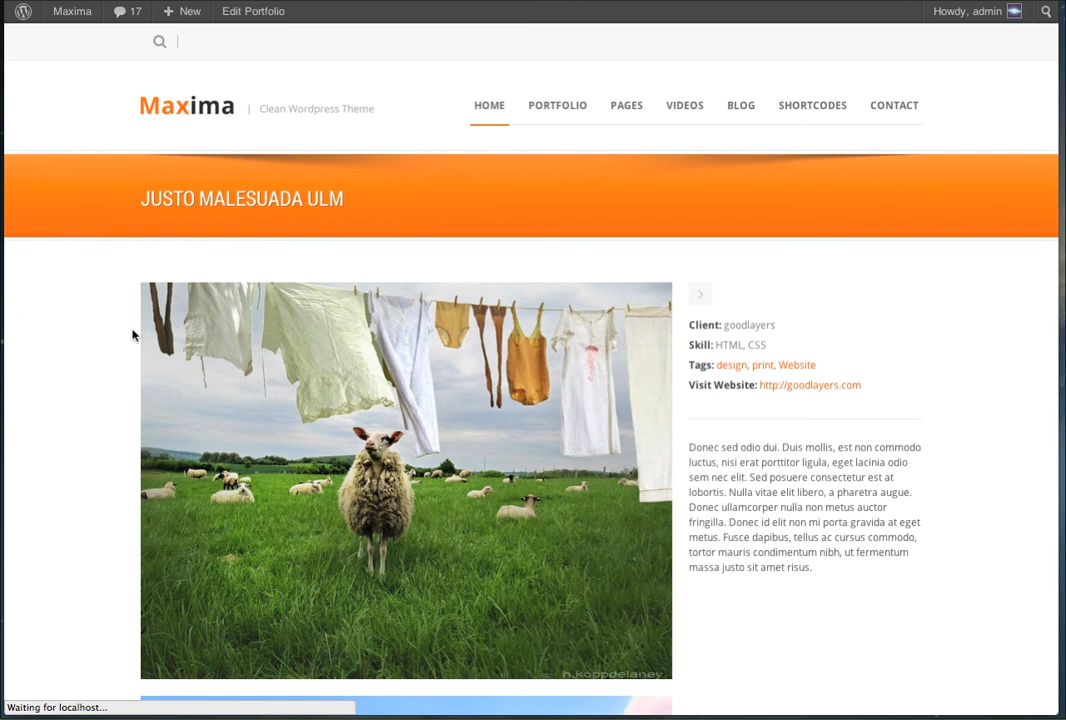 Maxima 17 New Edit Portfolio Howdy, admin
Maxima | Clean Wordpress Theme
HOME PORTFOLIO PAGES VIDEOS BLOG SHORTCODES CONTACT
JUSTO MALESUADA ULM
Client: goodlayers
Skill: HTML, CSS
Tags: design, print, Website
Visit Website: http://goodlayers.com
Donec sed odio dui. Duis mollis, est non commodo
luctus, nisi erat porttitor ligula, eget lacinia odio
sem nec elit. Sed posuere consectetur est at
lobortis. Nulla vitae elit libero, a pharetra augue.
Donec ullamcorper nulla non metus auctor
fringilla. Donec id elit non mi porta gravida at eget
metus. Fusce dapibus, tellus ac cursus commodo,
tortor mauris condimentum nibh, ut fermentum
massa justo sit amet risus.
h.koppdelaney
Waiting for localhost...